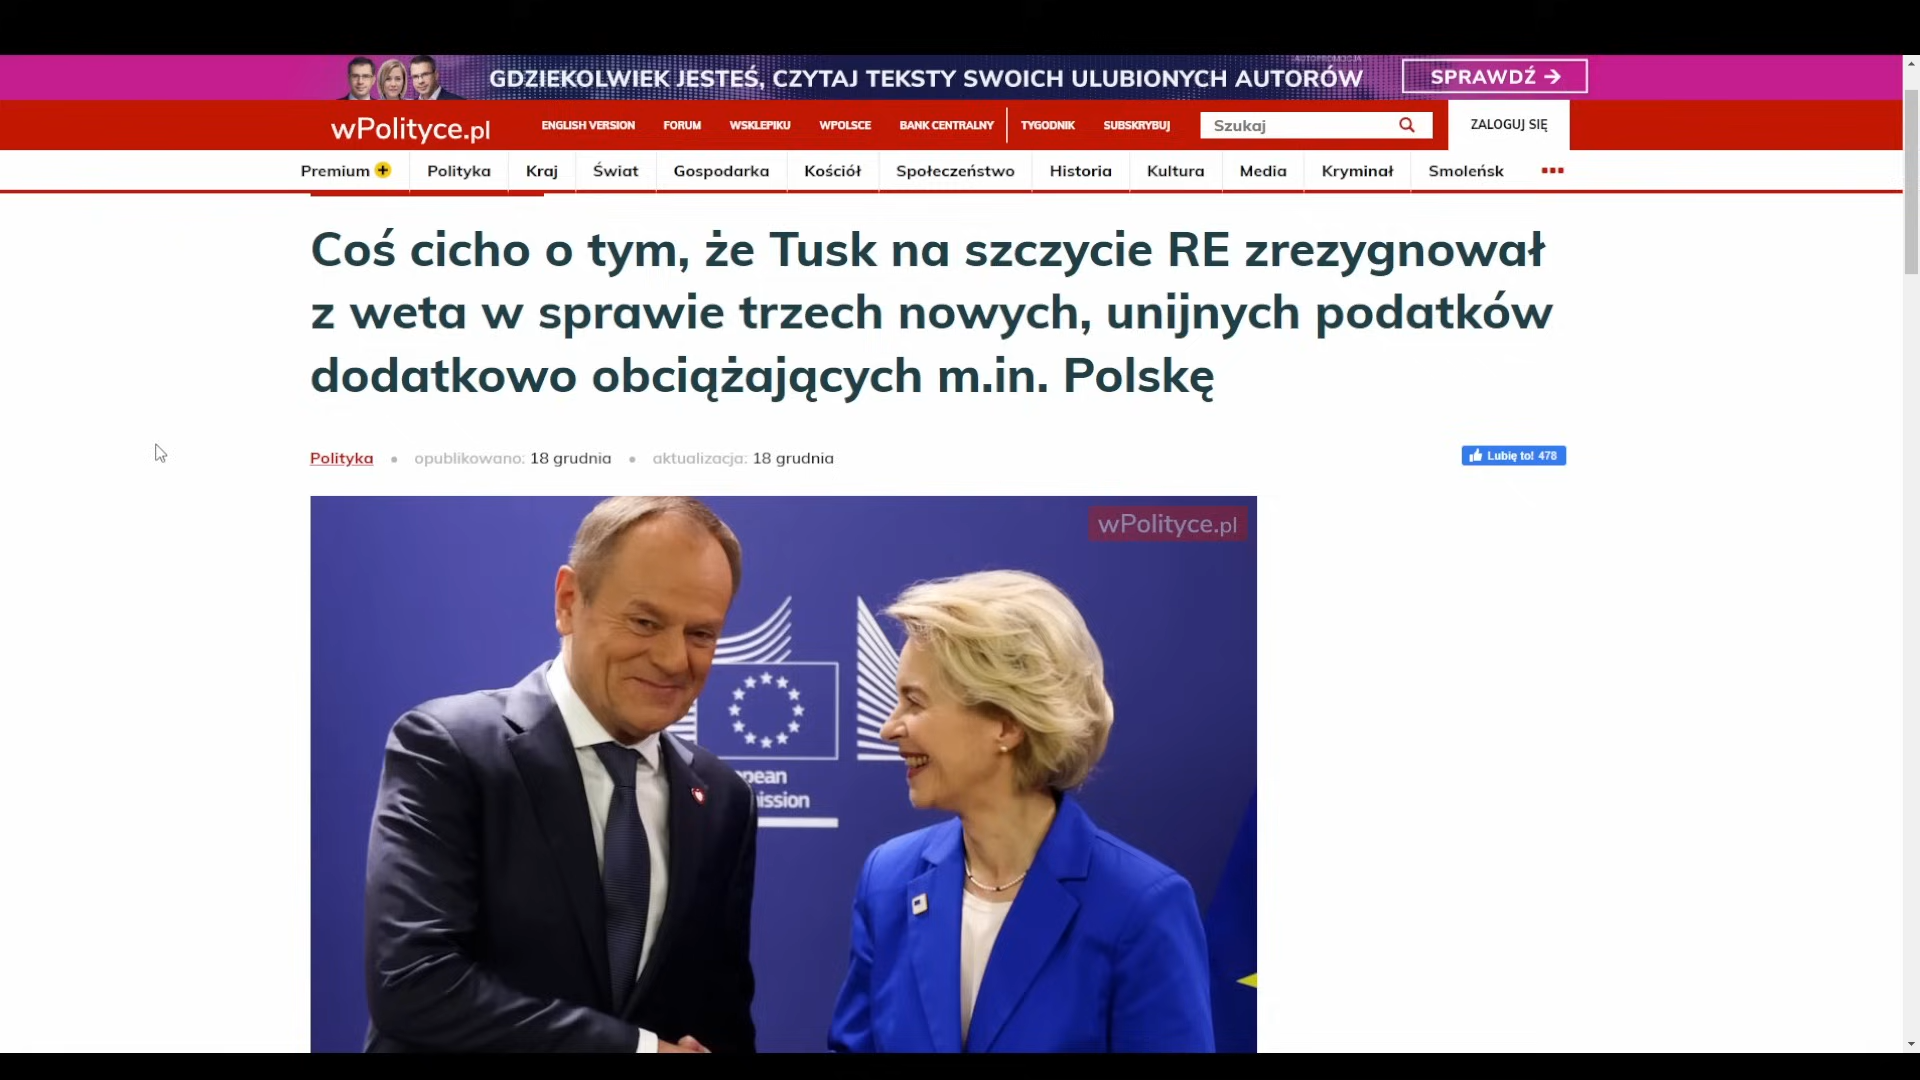 AUTOPROMOCJA
GDZIEKOLWIEK JESTEŚ, CZYTAJ TEKSTY SWOICH ULUBIONYCH AUTORÓW
SPRAWDŹ →
wPolityce.pl
ENGLISH VERSION
FORUM
WSKLEPIKU
WPOLSCE
BANK CENTRALNY
TYGODNIK
SUBSKRYBUJ
Szukaj
ZALOGUJ SIĘ
Premium +
Polityka
Kraj
Świat
Gospodarka
Kościół
Społeczeństwo
Historia
Kultura
Media
Kryminał
Smoleńsk
Coś cicho o tym, że Tusk na szczycie RE zrezygnował
z weta w sprawie trzech nowych, unijnych podatków
dodatkowo obciążających m.in. Polskę
Polityka • opublikowano: 18 grudnia • aktualizacja: 18 grudnia
Lubię to! 478
wPolityce.pl
pean
ission